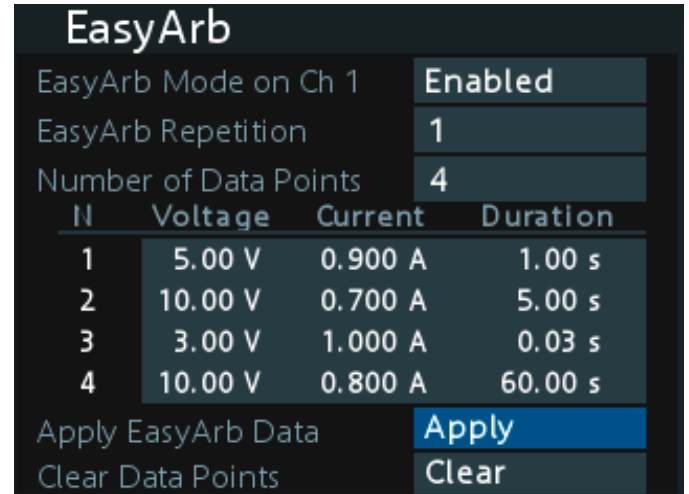 EasyArb
EasyArb Mode on Ch 1 Enabled
EasyArb Repetition 1
Number of Data Points 4
N Voltage Current Duration
1 5.00 V 0.900 A 1.00 s
2 10.00 V 0.700 A 5.00 s
3 3.00 V 1.000 A 0.03 s
4 10.00 V 0.800 A 60.00 s
Apply EasyArb Data Apply
Clear Data Points Clear